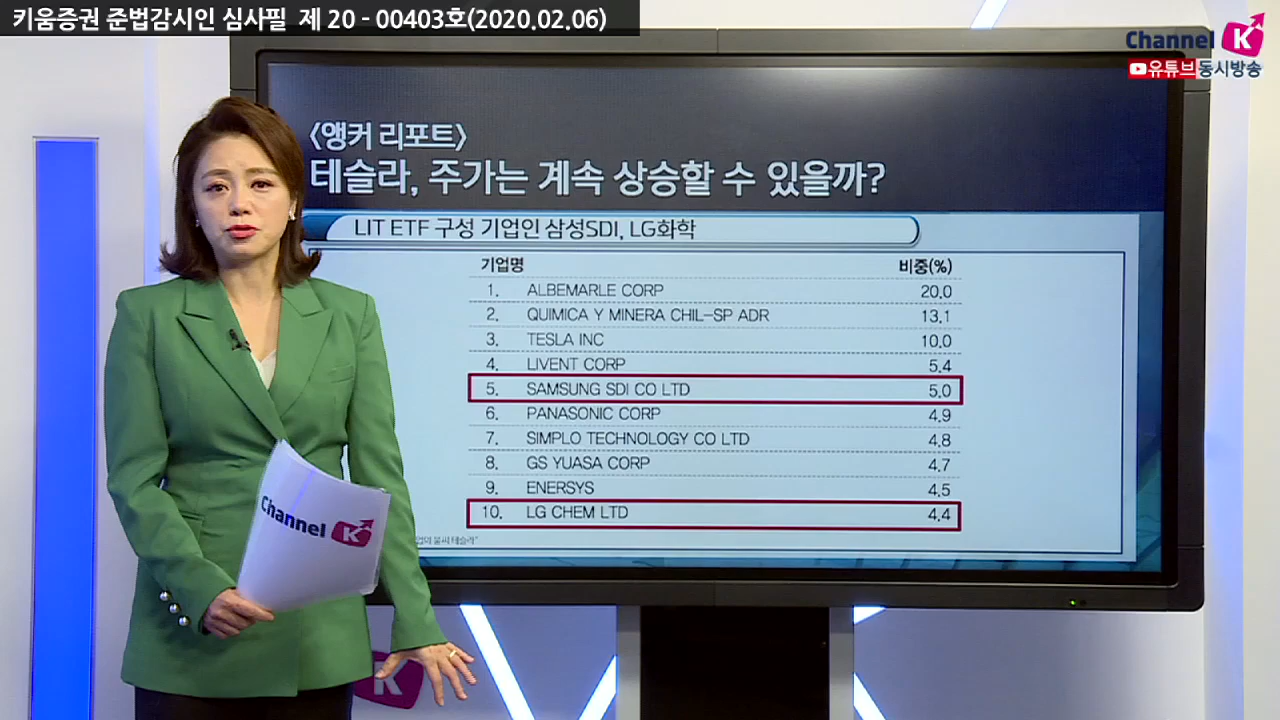 키움증권 준법감시인 심사필 제 20 - 00403호(2020.02.06)
Channel K
유튜브동시방송
<앵커 리포트>
테슬라, 주가는 계속 상승할 수 있을까?
LIT ETF 구성 기업인 삼성SDI, LG화학
기업명 비중(%)
1. ALBEMARLE CORP 20.0
2. QUIMICA Y MINERA CHIL-SP ADR 13.1
3. TESLA INC 10.0
4. LIVENT CORP 5.4
5. SAMSUNG SDI CO LTD 5.0
6. PANASONIC CORP 4.9
7. SIMPLO TECHNOLOGY CO LTD 4.8
8. GS YUASA CORP 4.7
9. ENERSYS 4.5
10. LG CHEM LTD 4.4
테슬라"
Channel K
K